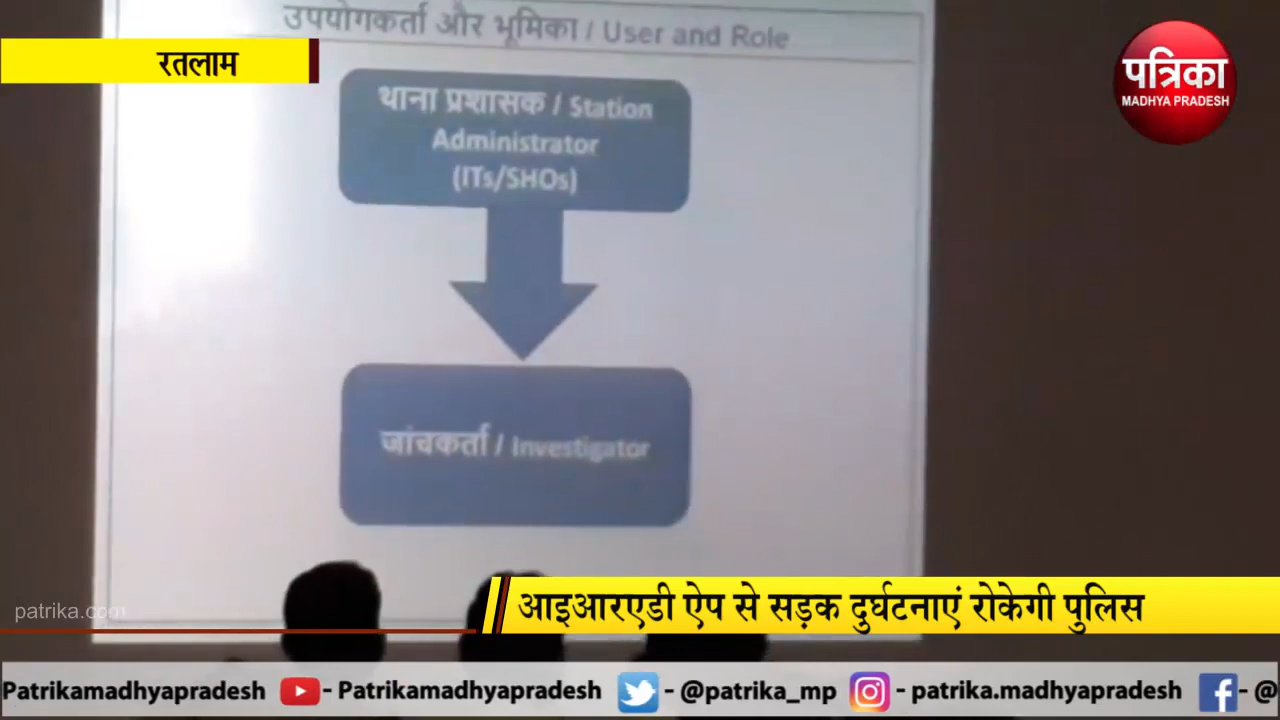 उपयोगकर्ता और भूमिका / User and Role
रतलाम
पत्रिका
MADHYA PRADESH
थाना प्रशासक / Station
Administrator
(ITs/SHOs)
जांचकर्ता / Investigator
patrika.com
आइआरएडी ऐप से सड़क दुर्घटनाएं रोकेगी पुलिस
Patrikamadhyapradesh - Patrikamadhyapradesh - @patrika_mp - patrika.madhyapradesh - @